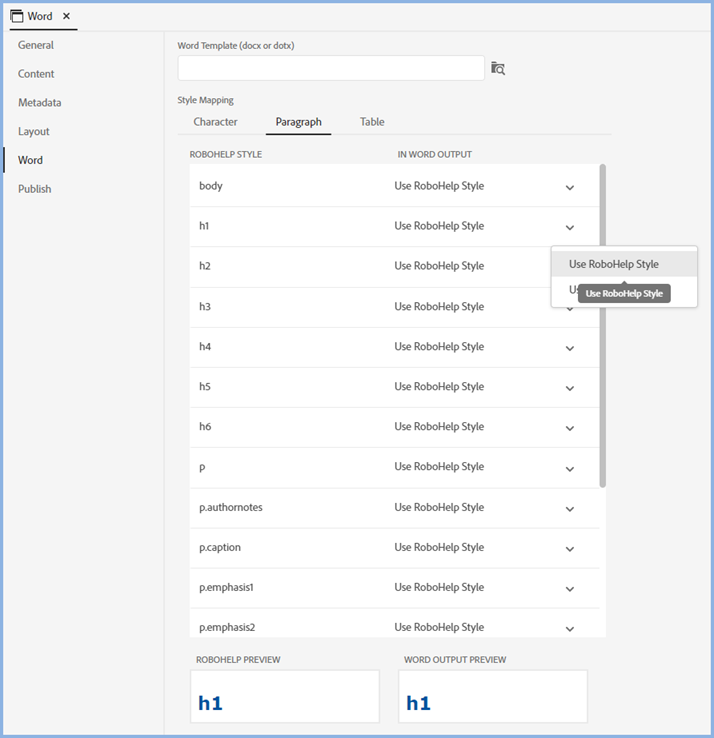 Word
General
Content
Metadata
Layout
Word
Publish
Word Template (docx or dotx)
Style Mapping
Character Paragraph Table
ROBOHELP STYLE IN WORD OUTPUT
body Use RoboHelp Style
h1 Use RoboHelp Style
h2 Use RoboHelp Style
Use RoboHelp Style
Use RoboHelp Style
h3 Use RoboHelp Style
h4 Use RoboHelp Style
h5 Use RoboHelp Style
h6 Use RoboHelp Style
p Use RoboHelp Style
p.authornotes Use RoboHelp Style
p.caption Use RoboHelp Style
p.emphasis1 Use RoboHelp Style
p.emphasis2 Use RoboHelp Style
ROBOHELP PREVIEW WORD OUTPUT PREVIEW
h1 h1